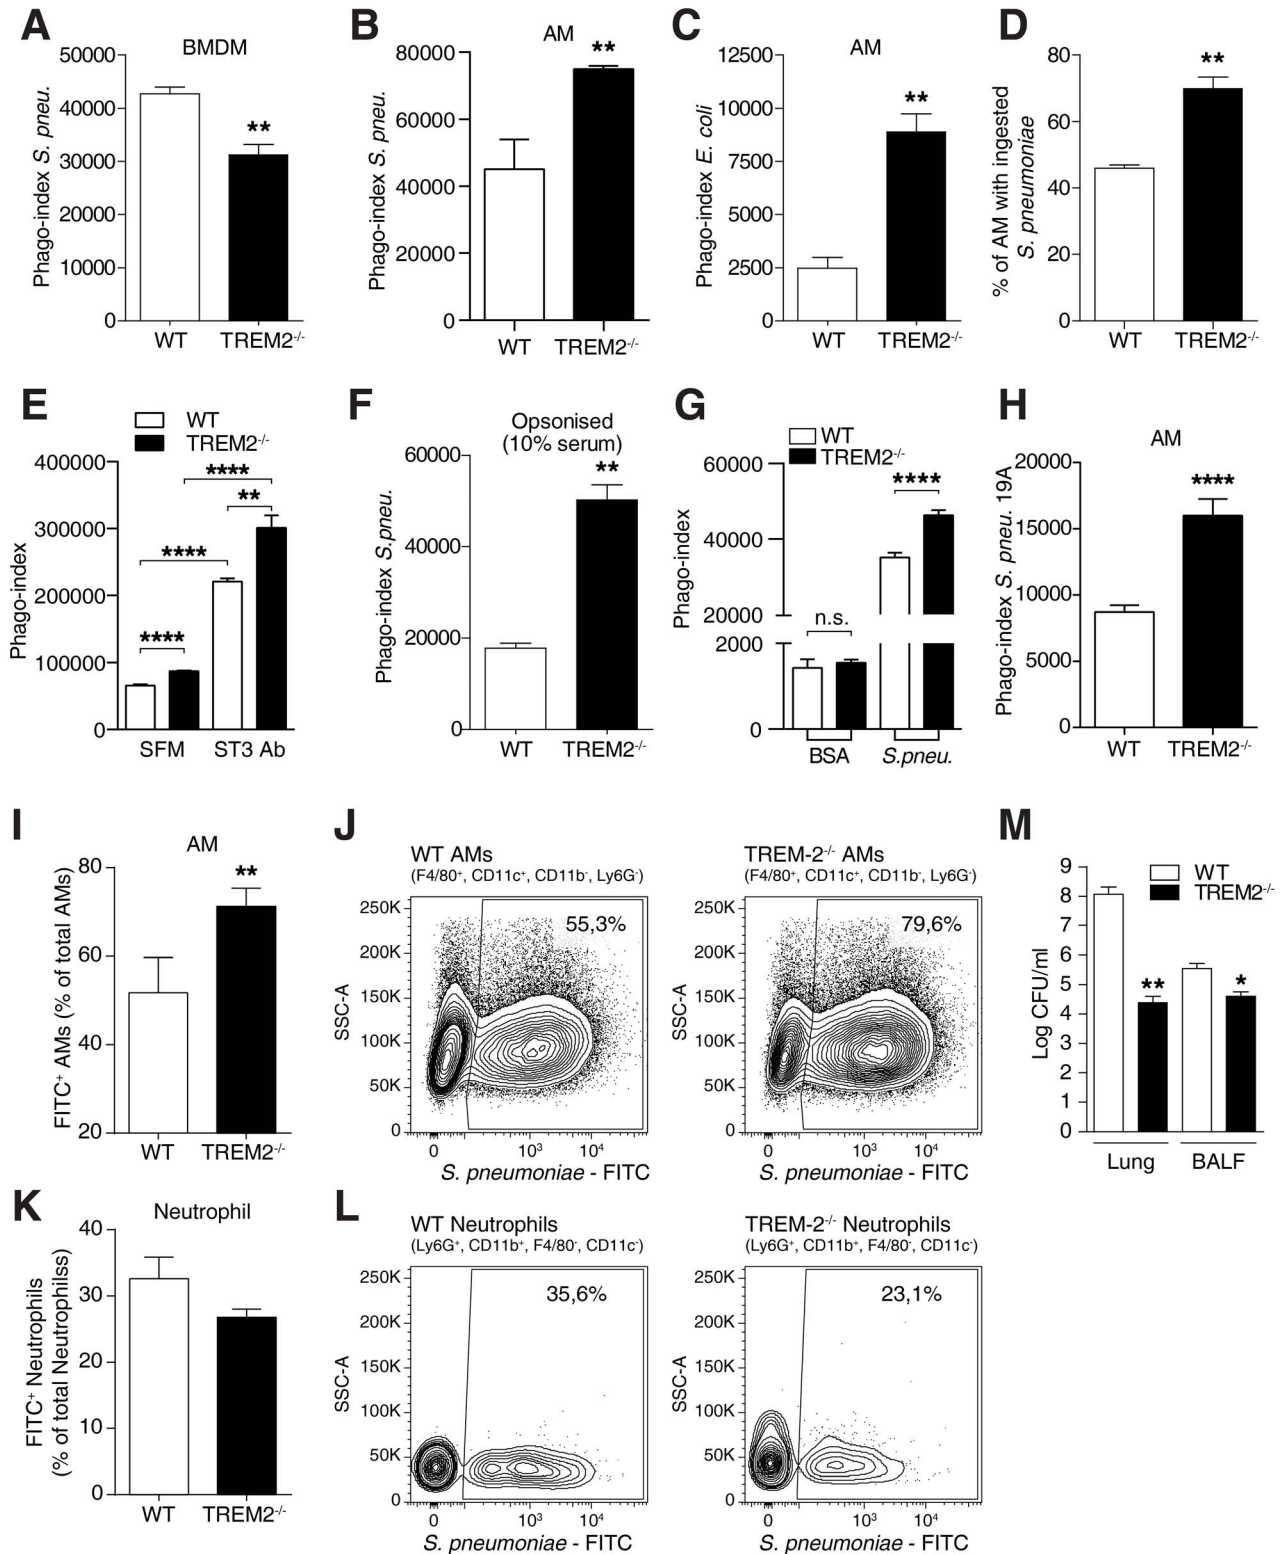 A
BMDM
Phago-index S. pneu.
50000
40000
30000
20000
10000
0
**
WT
TREM2-/-
B
AM
Phago-index S. pneu.
80000
60000
40000
20000
0
**
WT
TREM2-/-
C
AM
Phago-index E. coli
12500
10000
7500
5000
2500
0
**
WT
TREM2-/-
D
% of AM with ingested
S. pneumoniae
80
60
40
20
0
**
WT
TREM2-/-
E
WT
TREM2-/-
Phago-index
400000
300000
200000
100000
0
****
**
****
****
SFM
ST3 Ab
F
Opsonised
(10% serum)
Phago-index S.pneu.
60000
40000
20000
0
**
WT
TREM2-/-
G
WT
TREM2-/-
Phago-index
60000
40000
20000
2000
0
****
n.s.
BSA
S.pneu.
H
AM
Phago-index S. pneu. 19A
20000
15000
10000
5000
0
****
WT
TREM2-/-
I
AM
FITC+ AMs (% of total AMs)
80
60
40
20
**
WT
TREM2-/-
J
WT AMs
(F4/80+, CD11c+, CD11b-, Ly6G-)
SSC-A
250K
200K
150K
100K
50K
0
55,3%
0
10³
10⁴
S. pneumoniae - FITC
TREM-2-/- AMs
(F4/80+, CD11c+, CD11b-, Ly6G-)
SSC-A
250K
200K
150K
100K
50K
0
79,6%
0
10³
10⁴
S. pneumoniae - FITC
M
WT
TREM2-/-
Log CFU/ml
9
8
7
6
5
4
3
2
1
0
**
*
Lung
BALF
K
Neutrophil
FITC+ Neutrophils
(% of total Neutrophilss)
40
30
20
10
0
WT
TREM2-/-
L
WT Neutrophils
(Ly6G+, CD11b+, F4/80-, CD11c-)
SSC-A
250K
200K
150K
100K
50K
0
35,6%
0
10³
10⁴
S. pneumoniae - FITC
TREM-2-/- Neutrophils
(Ly6G+, CD11b+, F4/80-, CD11c-)
SSC-A
250K
200K
150K
100K
50K
0
23,1%
0
10³
10⁴
S. pneumoniae - FITC